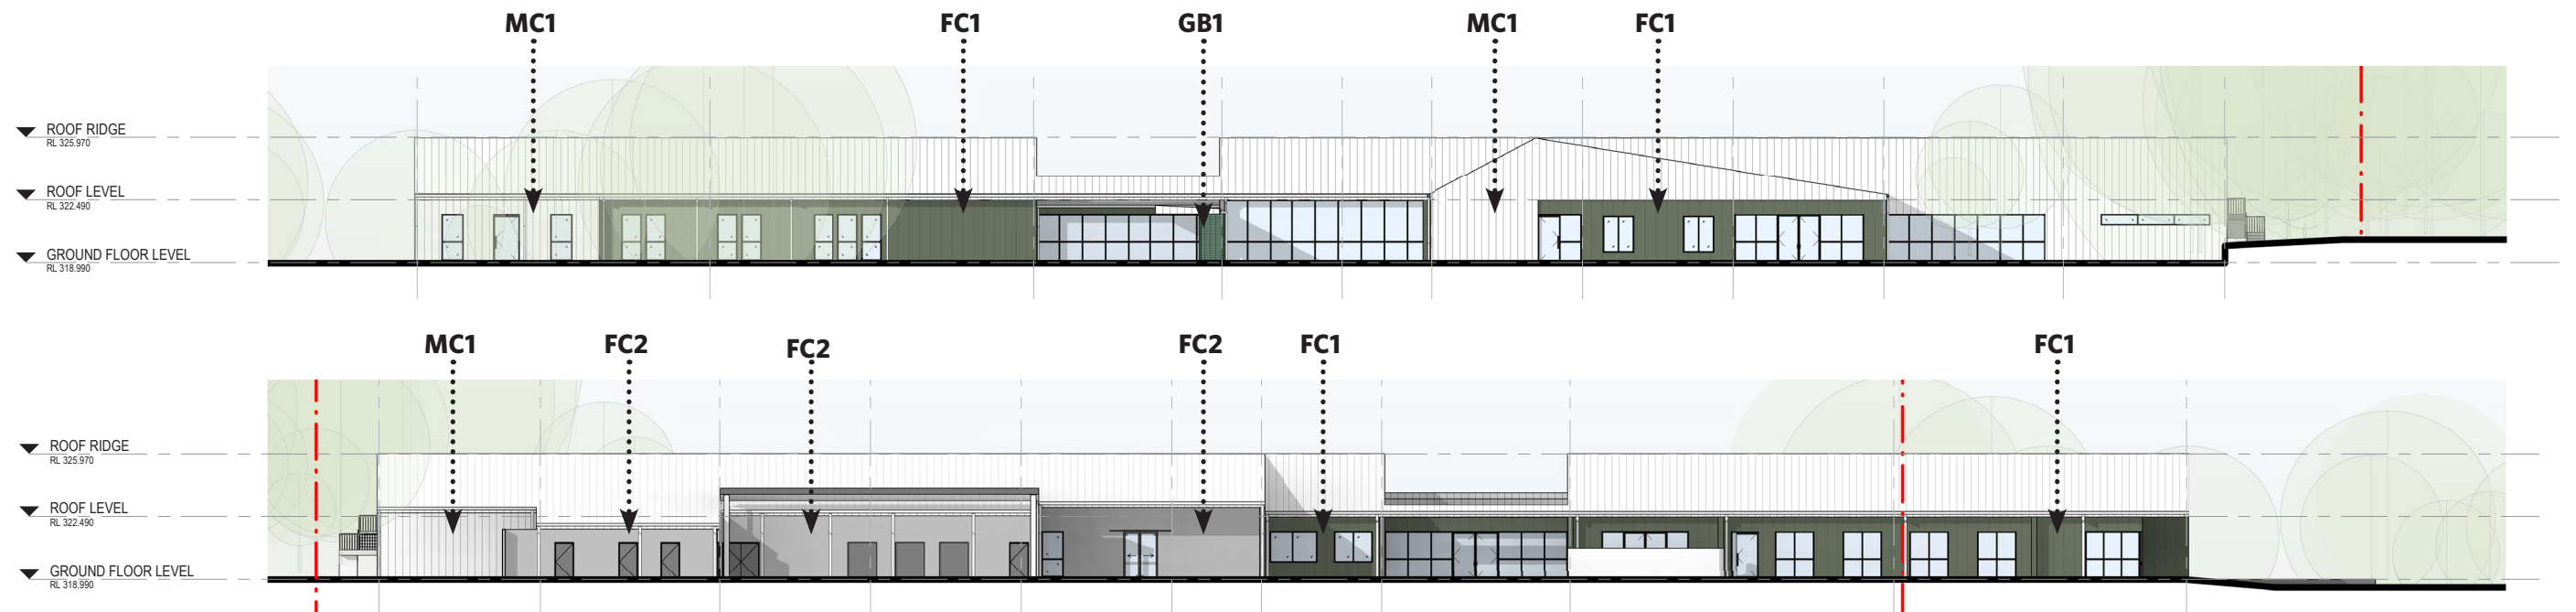 MC1 FC1 GB1 MC1 FC1
ROOF RIDGE
RL 325.970
ROOF LEVEL
RL 322.490
GROUND FLOOR LEVEL
RL 318.990
MC1 FC2 FC2 FC2 FC1 FC1
ROOF RIDGE
RL 325.970
ROOF LEVEL
RL 322.490
GROUND FLOOR LEVEL
RL 318.990